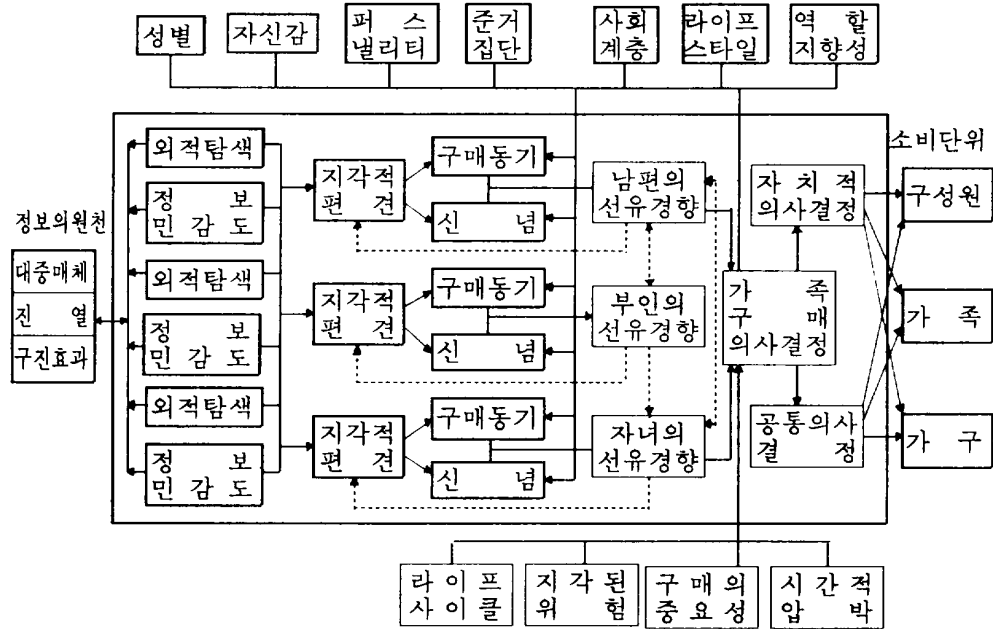 성별
자신감
퍼 스
낼리티
준거
집단
사회
계층
라이프
스타일
역 할
지향성
소비단위
정보의원천
대중매체
진 열
구진효과
외적탐색
정 보
민 감 도
외적탐색
정 보
민 감 도
외적탐색
정 보
민 감 도
지각적
편 견
지각적
편 견
지각적
편 견
구매동기
신 념
구매동기
신 념
구매동기
신 념
남편의
선유경향
부인의
선유경향
자녀의
선유경향
가 족
구 매
의사결정
자 치 적
의사결정
공통의사
결 정
구성원
가 족
가 구
라 이 프
사 이 클
지 각 된
위 험
구 매 의
중 요 성
시 간 적
압 박